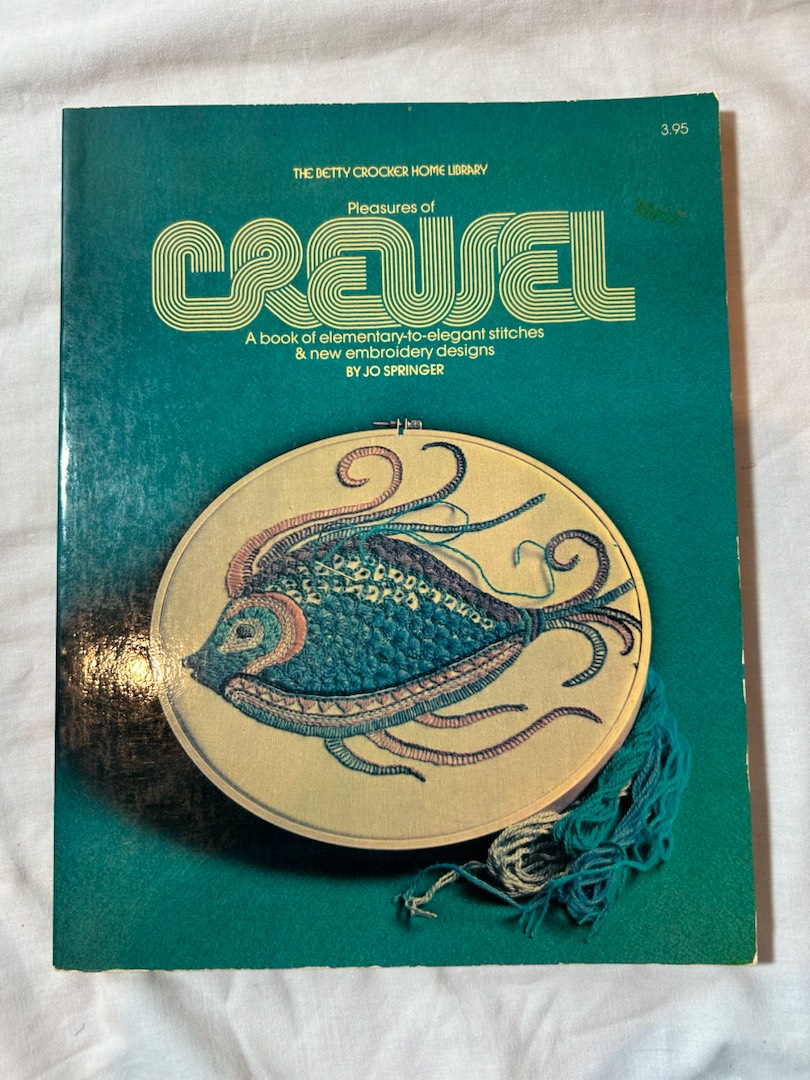 3.95
THE BETTY CROCKER HOME LIBRARY
Pleasures of
CREWEL
A book of elementary-to-elegant stitches
& new embroidery designs
BY JO SPRINGER